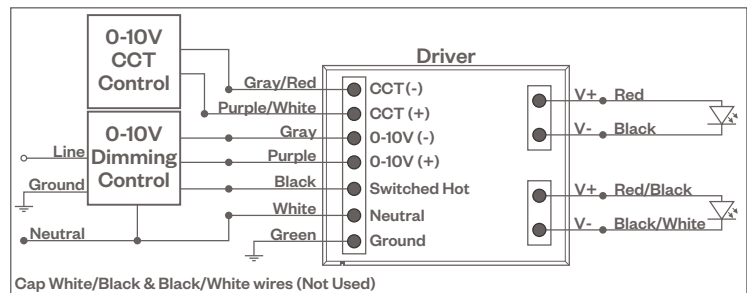 0-10V
CCT
Control
Driver
Gray/Red
CCT (-)
Purple/White
CCT (+)
0-10V
Dimming
Control
Gray
0-10V (-)
Purple
0-10V (+)
Line
Ground
Black
Switched Hot
White
Neutral
Neutral
Green
Ground
V+ Red
V- Black
V+ Red/Black
V- Black/White
Cap White/Black & Black/White wires (Not Used)